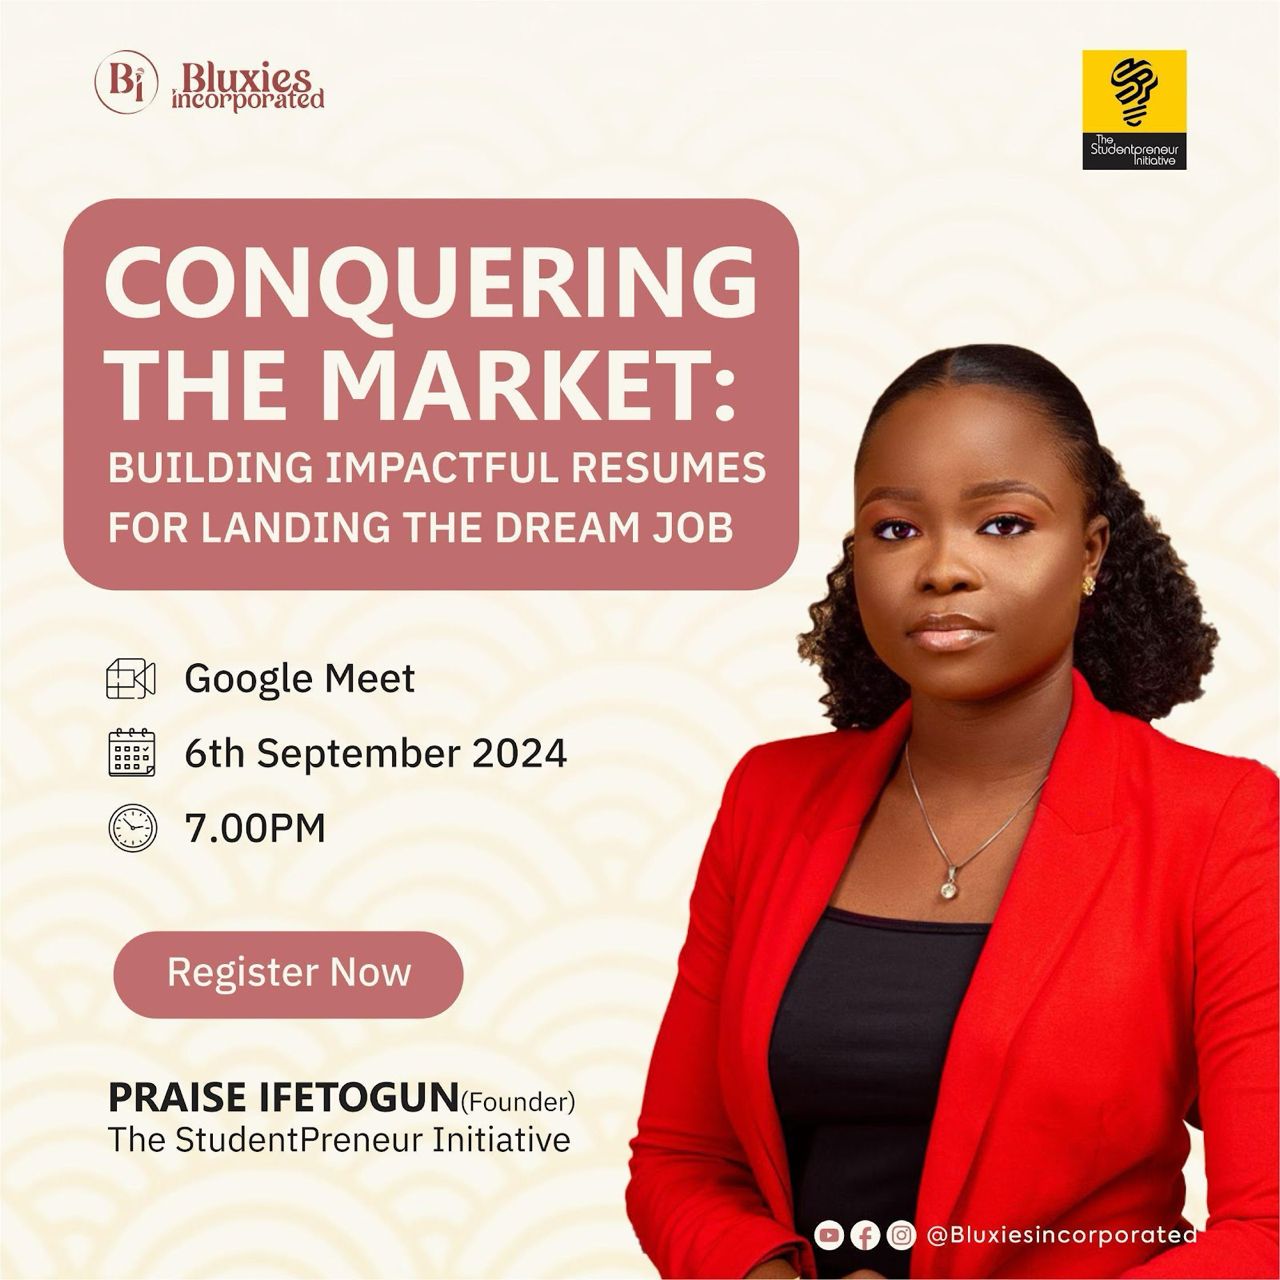 Bi
Bluxies
incorporated
The
Studentpreneur
Initiative
CONQUERING
THE MARKET:
BUILDING IMPACTFUL RESUMES
FOR LANDING THE DREAM JOB
Google Meet
6th September 2024
7.00PM
Register Now
PRAISE IFETOGUN(Founder)
The StudentPreneur Initiative
@Bluxiesincorporated